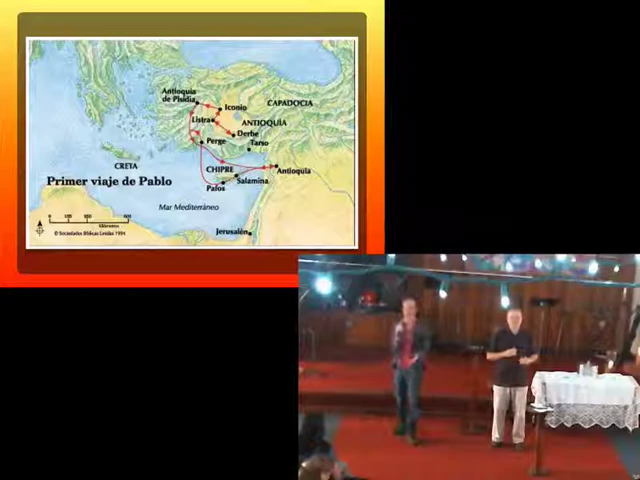 Antioquía
de Pisidia
Iconio
CAPADOCIA
Listra
ANTIOQUÍA
Derbe
Tarso
Perge
CRETA
CHIPRE
Antioquía
Primer viaje de Pablo
Salamina
Pafos
Mar Mediterráneo
Kilómetros
© Sociedades Bíblicas Unidas 1994
Jerusalén